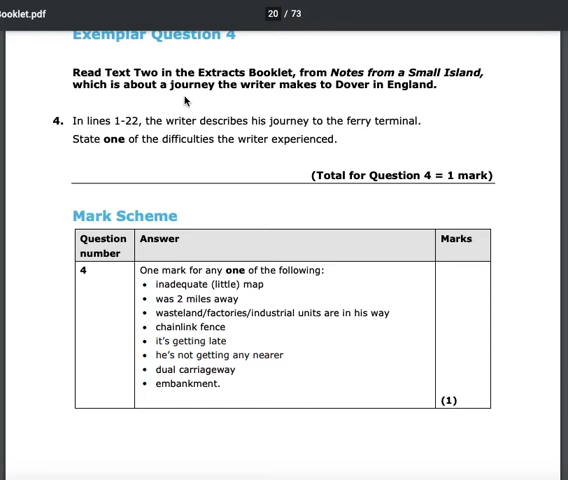 ooklet.pdf
20 / 73
Exemplar Question 4
Read Text Two in the Extracts Booklet, from Notes from a Small Island,
which is about a journey the writer makes to Dover in England.
4. In lines 1-22, the writer describes his journey to the ferry terminal.
State one of the difficulties the writer experienced.
(Total for Question 4 = 1 mark)
Mark Scheme
Question number Answer Marks
4 One mark for any one of the following:
• inadequate (little) map
• was 2 miles away
• wasteland/factories/industrial units are in his way
• chainlink fence
• it's getting late
• he's not getting any nearer
• dual carriageway
• embankment.
(1)